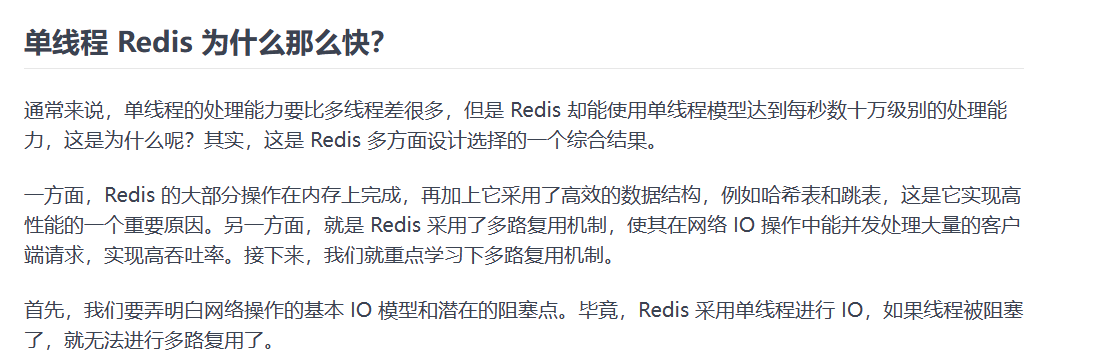 单线程 Redis 为什么那么快？
通常来说，单线程的处理能力要比多线程差很多，但是 Redis 却能使用单线程模型达到每秒数十万级别的处理能
力，这是为什么呢？其实，这是 Redis 多方面设计选择的一个综合结果。
一方面，Redis 的大部分操作在内存上完成，再加上它采用了高效的数据结构，例如哈希表和跳表，这是它实现高
性能的一个重要原因。另一方面，就是 Redis 采用了多路复用机制，使其在网络 IO 操作中能并发处理大量的客户
端请求，实现高吞吐率。接下来，我们就重点学习下多路复用机制。
首先，我们要弄明白网络操作的基本 IO 模型和潜在的阻塞点。毕竟，Redis 采用单线程进行 IO，如果线程被阻塞
了，就无法进行多路复用了。